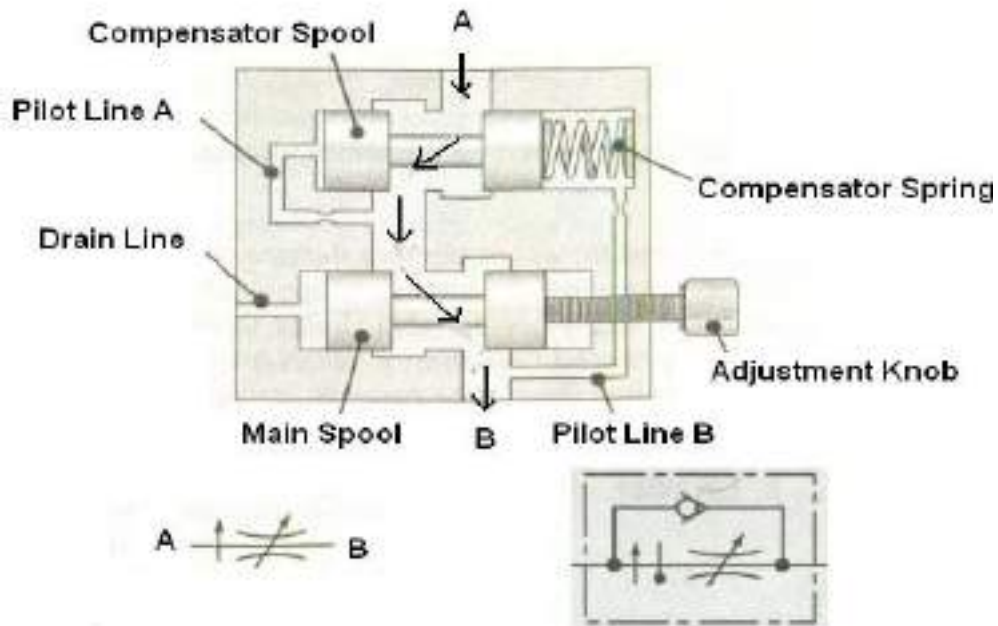 A
Compensator Spool
Pilot Line A
Compensator Spring
Drain Line
Adjustment Knob
Main Spool
B
Pilot Line B
A
B